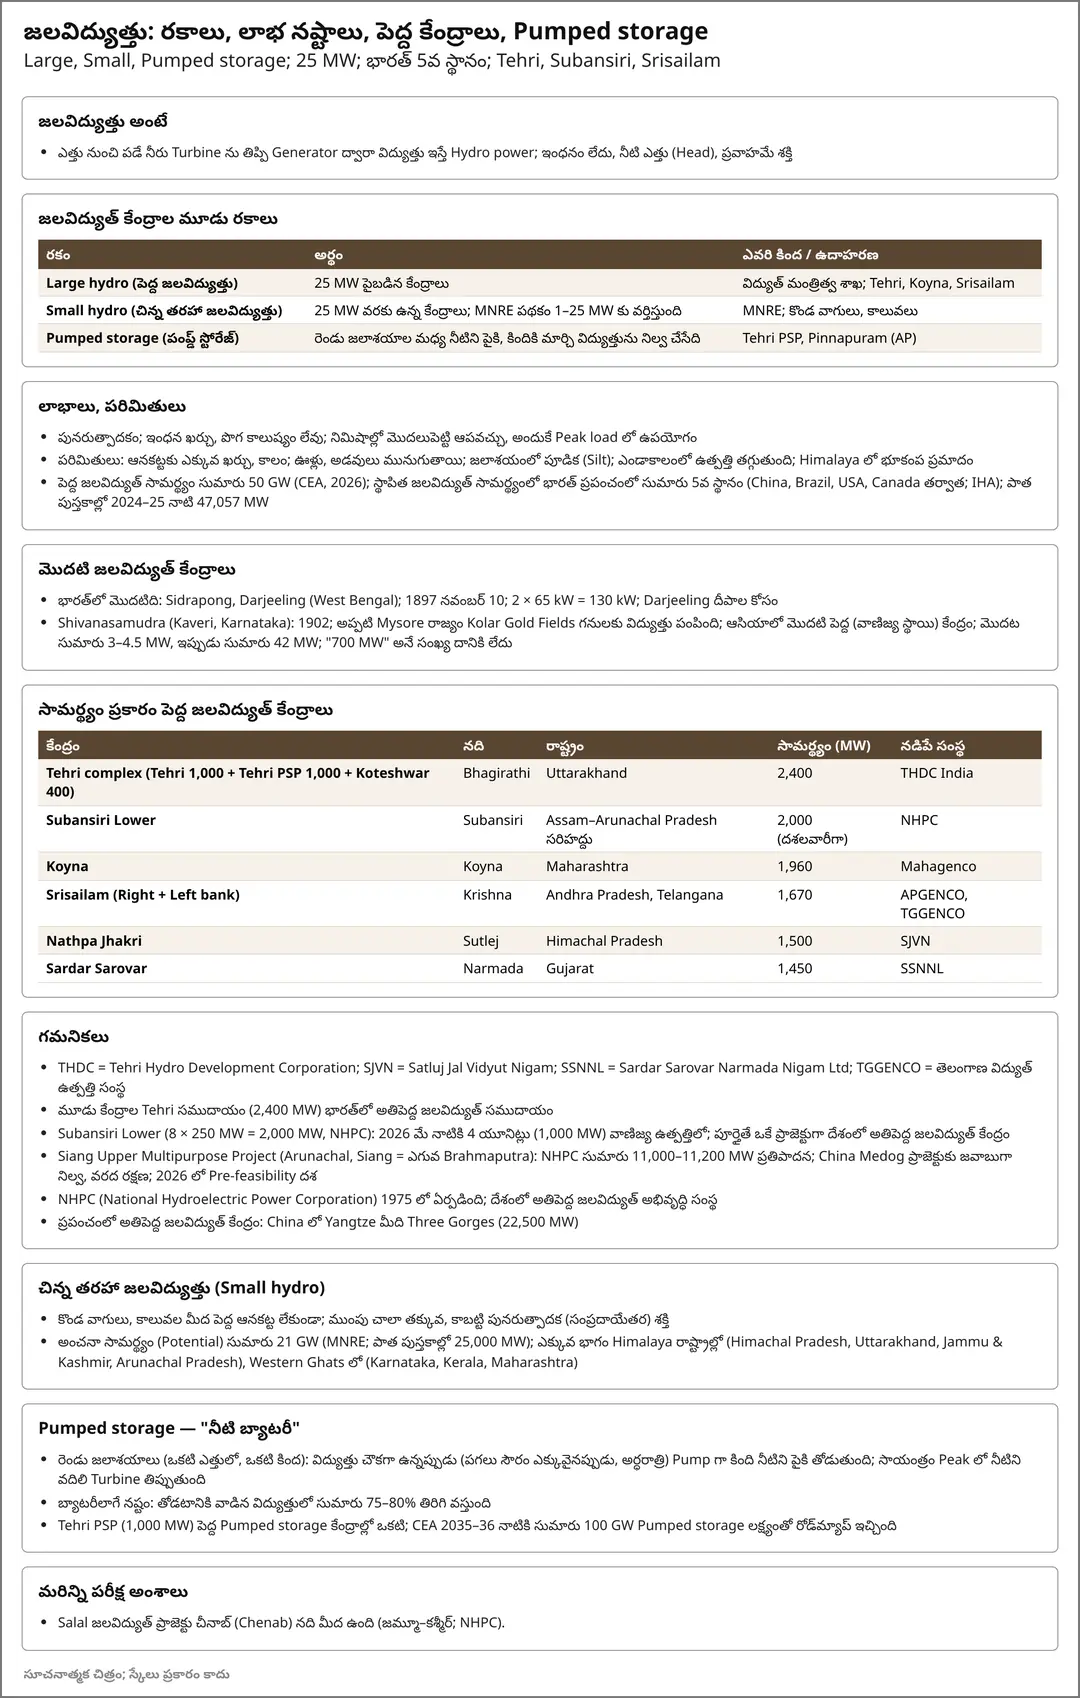 జలవిద్యుత్తు: రకాలు, లాభ నష్టాలు, పెద్ద కేంద్రాలు, Pumped storage
Large, Small, Pumped storage; 25 MW; భారత్ 5వ స్థానం; Tehri, Subansiri, Srisailam
జలవిద్యుత్తు అంటే
• ఎత్తు నుంచి పడే నీరు Turbine ను తిప్పి Generator ద్వారా విద్యుత్తు ఇస్తే Hydro power; ఇంధనం లేదు, నీటి ఎత్తు (Head), ప్రవాహమే శక్తి
జలవిద్యుత్ కేంద్రాల మూడు రకాలు
రకం అర్థం ఎవరి కింద / ఉదాహరణ
Large hydro (పెద్ద జలవిద్యుత్తు) 25 MW పైబడిన కేంద్రాలు విద్యుత్ మంత్రిత్వ శాఖ; Tehri, Koyna, Srisailam
Small hydro (చిన్న తరహా జలవిద్యుత్తు) 25 MW వరకు ఉన్న కేంద్రాలు; MNRE పథకం 1–25 MW కు వర్తిస్తుంది MNRE; కొండ వాగులు, కాలువలు
Pumped storage (పంప్డ్ స్టోరేజ్) రెండు జలాశయాల మధ్య నీటిని పైకి, కిందికి మార్చి విద్యుత్తును నిల్వ చేసేది Tehri PSP, Pinnapuram (AP)
లాభాలు, పరిమితులు
• పునరుత్పాదకం; ఇంధన ఖర్చు, పొగ కాలుష్యం లేవు; నిమిషాల్లో మొదలుపెట్టి ఆపవచ్చు, అందుకే Peak load లో ఉపయోగం
• పరిమితులు: ఆనకట్టకు ఎక్కువ ఖర్చు, కాలం; ఊళ్లు, అడవులు మునుగుతాయి; జలాశయంలో పూడిక (Silt); ఎండాకాలంలో ఉత్పత్తి తగ్గుతుంది; Himalaya లో భూకంప ప్రమాదం
• పెద్ద జలవిద్యుత్ సామర్థ్యం సుమారు 50 GW (CEA, 2026); స్థాపిత జలవిద్యుత్ సామర్థ్యంలో భారత్ ప్రపంచంలో సుమారు 5వ స్థానం (China, Brazil, USA, Canada తర్వాత; IHA); పాత
పుస్తకాల్లో 2024–25 నాటి 47,057 MW
మొదటి జలవిద్యుత్ కేంద్రాలు
• భారత్‌లో మొదటిది: Sidrapong, Darjeeling (West Bengal); 1897 నవంబర్ 10; 2 × 65 kW = 130 kW; Darjeeling దీపాల కోసం
• Shivanasamudra (Kaveri, Karnataka): 1902; అప్పటి Mysore రాజ్యం Kolar Gold Fields గనులకు విద్యుత్తు పంపింది; ఆసియాలో మొదటి పెద్ద (వాణిజ్య స్థాయి) కేంద్రం; మొదట
సుమారు 3–4.5 MW, ఇప్పుడు సుమారు 42 MW; "700 MW" అనే సంఖ్య దానికి లేదు
సామర్థ్యం ప్రకారం పెద్ద జలవిద్యుత్ కేంద్రాలు
కేంద్రం నది రాష్ట్రం సామర్థ్యం (MW) నడిపే సంస్థ
Tehri complex (Tehri 1,000 + Tehri PSP 1,000 + Koteshwar Bhagirathi Uttarakhand 2,400 THDC India
400)
Subansiri Lower Subansiri Assam–Arunachal Pradesh 2,000 NHPC
సరిహద్దు (దశలవారీగా)
Koyna Koyna Maharashtra 1,960 Mahagenco
Srisailam (Right + Left bank) Krishna Andhra Pradesh, Telangana 1,670 APGENCO,
TGGENCO
Nathpa Jhakri Sutlej Himachal Pradesh 1,500 SJVN
Sardar Sarovar Narmada Gujarat 1,450 SSNNL
గమనికలు
• THDC = Tehri Hydro Development Corporation; SJVN = Satluj Jal Vidyut Nigam; SSNNL = Sardar Sarovar Narmada Nigam Ltd; TGGENCO = తెలంగాణ విద్యుత్
ఉత్పత్తి సంస్థ
• మూడు కేంద్రాల Tehri సముదాయం (2,400 MW) భారత్‌లో అతిపెద్ద జలవిద్యుత్ సముదాయం
• Subansiri Lower (8 × 250 MW = 2,000 MW, NHPC): 2026 మే నాటికి 4 యూనిట్లు (1,000 MW) వాణిజ్య ఉత్పత్తిలో; పూర్తైతే ఒకే ప్రాజెక్టుగా దేశంలో అతిపెద్ద జలవిద్యుత్ కేంద్రం
• Siang Upper Multipurpose Project (Arunachal, Siang = ఎగువ Brahmaputra): NHPC సుమారు 11,000–11,200 MW ప్రతిపాదన; China Medog ప్రాజెక్టుకు జవాబుగా
నిల్వ, వరద రక్షణ; 2026 లో Pre-feasibility దశ
• NHPC (National Hydroelectric Power Corporation) 1975 లో ఏర్పడింది; దేశంలో అతిపెద్ద జలవిద్యుత్ అభివృద్ధి సంస్థ
• ప్రపంచంలో అతిపెద్ద జలవిద్యుత్ కేంద్రం: China లో Yangtze మీది Three Gorges (22,500 MW)
చిన్న తరహా జలవిద్యుత్తు (Small hydro)
• కొండ వాగులు, కాలువల మీద పెద్ద ఆనకట్ట లేకుండా; ముంపు చాలా తక్కువ, కాబట్టి పునరుత్పాదక (సంప్రదాయేతర) శక్తి
• అంచనా సామర్థ్యం (Potential) సుమారు 21 GW (MNRE; పాత పుస్తకాల్లో 25,000 MW); ఎక్కువ భాగం Himalaya రాష్ట్రాల్లో (Himachal Pradesh, Uttarakhand, Jammu &
Kashmir, Arunachal Pradesh), Western Ghats లో (Karnataka, Kerala, Maharashtra)
Pumped storage — "నీటి బ్యాటరీ"
• రెండు జలాశయాలు (ఒకటి ఎత్తులో, ఒకటి కింద): విద్యుత్తు చౌకగా ఉన్నప్పుడు (పగలు సౌరం ఎక్కువైనప్పుడు, అర్ధరాత్రి) Pump గా కింది నీటిని పైకి తోడుతుంది; సాయంత్రం Peak లో నీటిని
వదిలి Turbine తిప్పుతుంది
• బ్యాటరీలాగే నష్టం: తోడటానికి వాడిన విద్యుత్తులో సుమారు 75–80% తిరిగి వస్తుంది
• Tehri PSP (1,000 MW) పెద్ద Pumped storage కేంద్రాల్లో ఒకటి; CEA 2035–36 నాటికి సుమారు 100 GW Pumped storage లక్ష్యంతో రోడ్‌మ్యాప్ ఇచ్చింది
మరిన్ని పరీక్ష అంశాలు
• Salal జలవిద్యుత్ ప్రాజెక్టు చీనాబ్ (Chenab) నది మీద ఉంది (జమ్మూ–కశ్మీర్; NHPC).
సూచనాత్మక చిత్రం; స్కేలు ప్రకారం కాదు